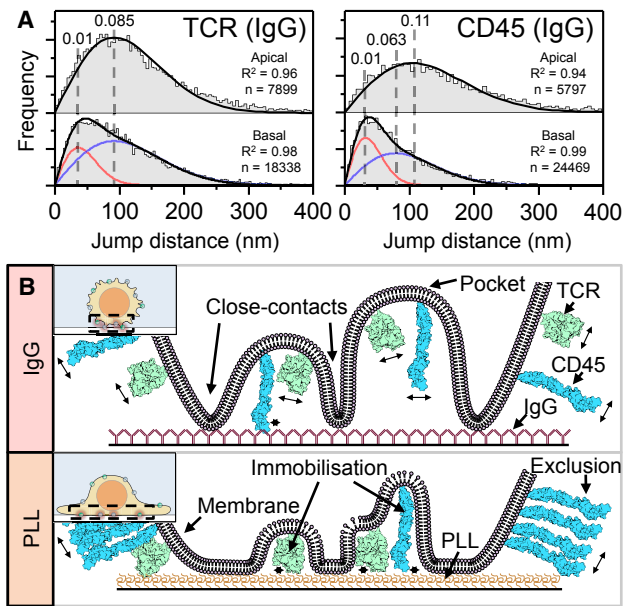 A
TCR (IgG)
0.01
0.085
Apical
R² = 0.96
n = 7899
Basal
R² = 0.98
n = 18338
Frequency
0 100 200 300 400
Jump distance (nm)
CD45 (IgG)
0.01
0.063
0.11
Apical
R² = 0.94
n = 5797
Basal
R² = 0.99
n = 24469
0 100 200 300 400
Jump distance (nm)
B
IgG
Close-contacts
Pocket
TCR
CD45
IgG
PLL
Membrane
Immobilisation
Exclusion
PLL